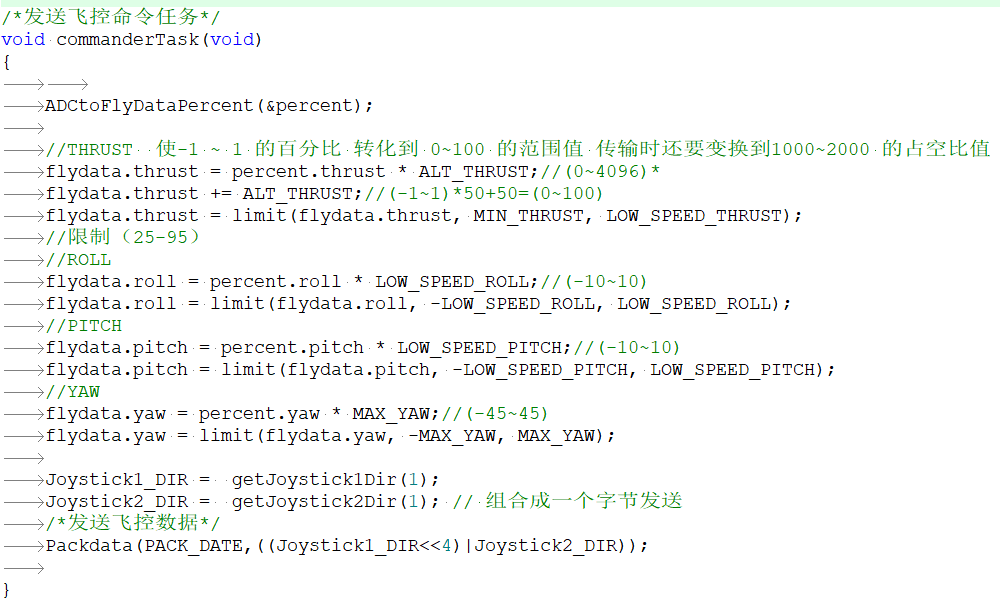 /*发送飞控命令任务*/
void commanderTask(void)
{
ADCtoFlyDataPercent(&percent);
//THRUST  使-1 ~ 1 的百分比 转化到 0~100 的范围值 传输时还要变换到1000~2000 的占空比值
flydata.thrust = percent.thrust * ALT_THRUST;//(0~4096)*
flydata.thrust += ALT_THRUST;//(-1~1)*50+50=(0~100)
flydata.thrust = limit(flydata.thrust, MIN_THRUST, LOW_SPEED_THRUST);
//限制（25-95）
//ROLL
flydata.roll = percent.roll * LOW_SPEED_ROLL;//(-10~10)
flydata.roll = limit(flydata.roll, -LOW_SPEED_ROLL, LOW_SPEED_ROLL);
//PITCH
flydata.pitch = percent.pitch * LOW_SPEED_PITCH;//(-10~10)
flydata.pitch = limit(flydata.pitch, -LOW_SPEED_PITCH, LOW_SPEED_PITCH);
//YAW
flydata.yaw = percent.yaw * MAX_YAW;//(-45~45)
flydata.yaw = limit(flydata.yaw, -MAX_YAW, MAX_YAW);
Joystick1_DIR =  getJoystick1Dir(1);
Joystick2_DIR =  getJoystick2Dir(1); // 组合成一个字节发送
/*发送飞控数据*/
Packdata(PACK_DATE,((Joystick1_DIR<<4)|Joystick2_DIR));
}